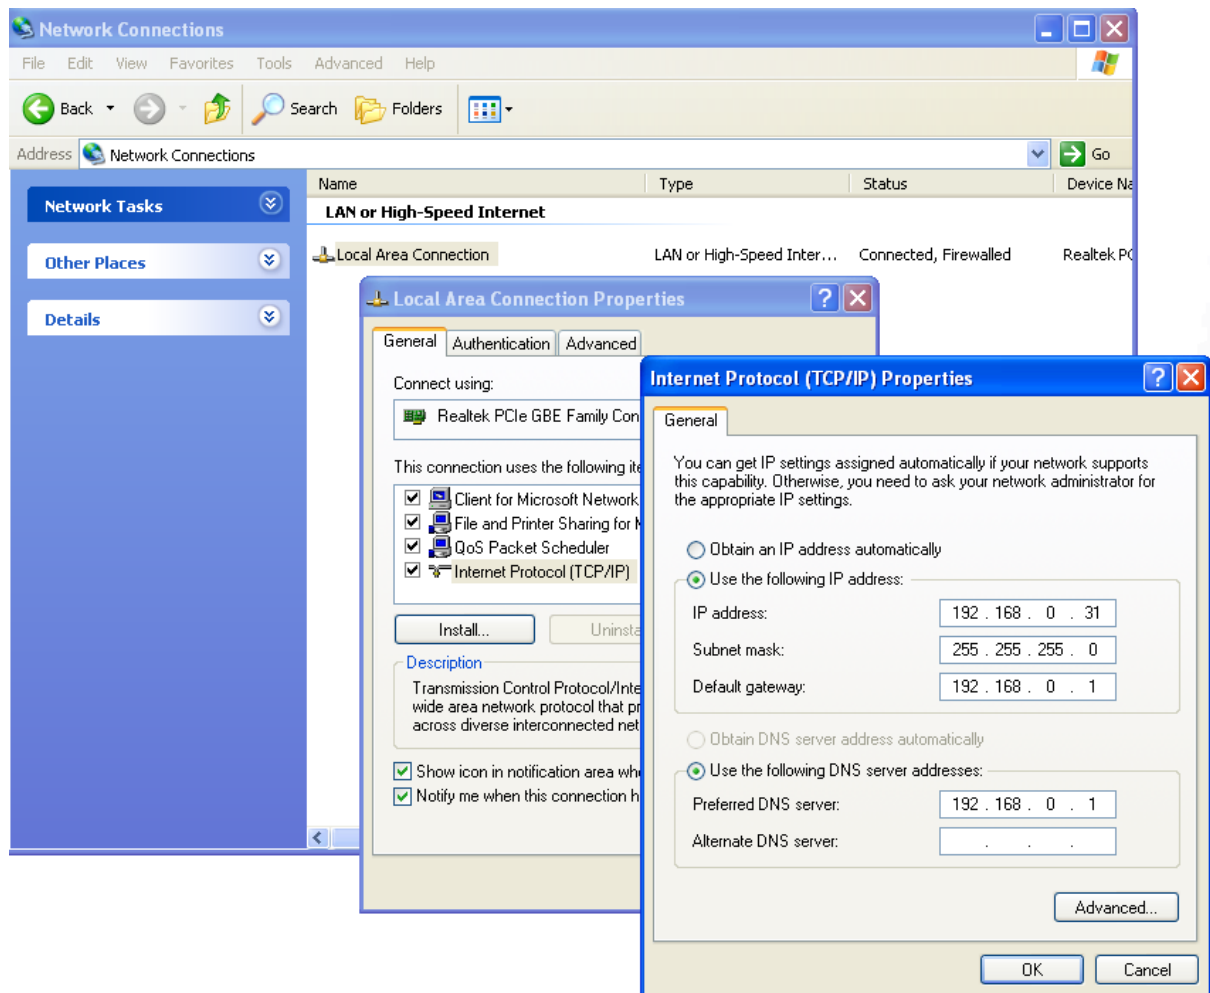 Network Connections
File Edit View Favorites Tools Advanced Help
Back Search Folders
Address Network Connections Go
Name Type Status Device Na
Network Tasks
LAN or High-Speed Internet
Other Places
Local Area Connection LAN or High-Speed Inter... Connected, Firewalled Realtek PC
Details
Local Area Connection Properties
General Authentication Advanced
Connect using:
Realtek PCIe GBE Family Con
This connection uses the following ite
Client for Microsoft Network
File and Printer Sharing for M
QoS Packet Scheduler
Internet Protocol (TCP/IP)
Install... Uninsta
Description
Transmission Control Protocol/Inte
wide area network protocol that pr
across diverse interconnected net
Show icon in notification area whe
Notify me when this connection h
Internet Protocol (TCP/IP) Properties
General
You can get IP settings assigned automatically if your network supports
this capability. Otherwise, you need to ask your network administrator for
the appropriate IP settings.
Obtain an IP address automatically
Use the following IP address:
IP address: 192 . 168 . 0 . 31
Subnet mask: 255 . 255 . 255 . 0
Default gateway: 192 . 168 . 0 . 1
Obtain DNS server address automatically
Use the following DNS server addresses:
Preferred DNS server: 192 . 168 . 0 . 1
Alternate DNS server: . . .
Advanced...
OK Cancel